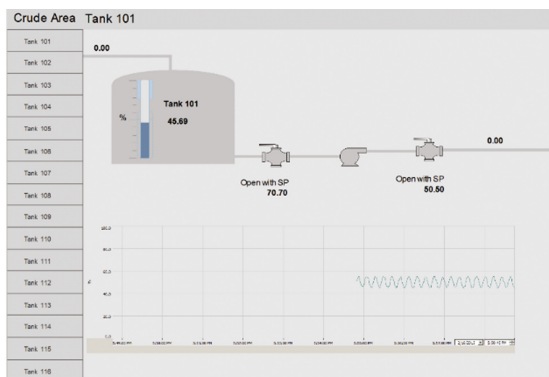 Crude Area Tank 101
Tank 101
Tank 102
Tank 103
Tank 104
Tank 105
Tank 106
Tank 107
Tank 108
Tank 109
Tank 110
Tank 111
Tank 112
Tank 113
Tank 114
Tank 115
Tank 116
0.00
%
Tank 101
45.69
0.00
Open with SP
70.70
Open with SP
50.50
100.0
80.0
60.0
40.0
20.0
0.0
%